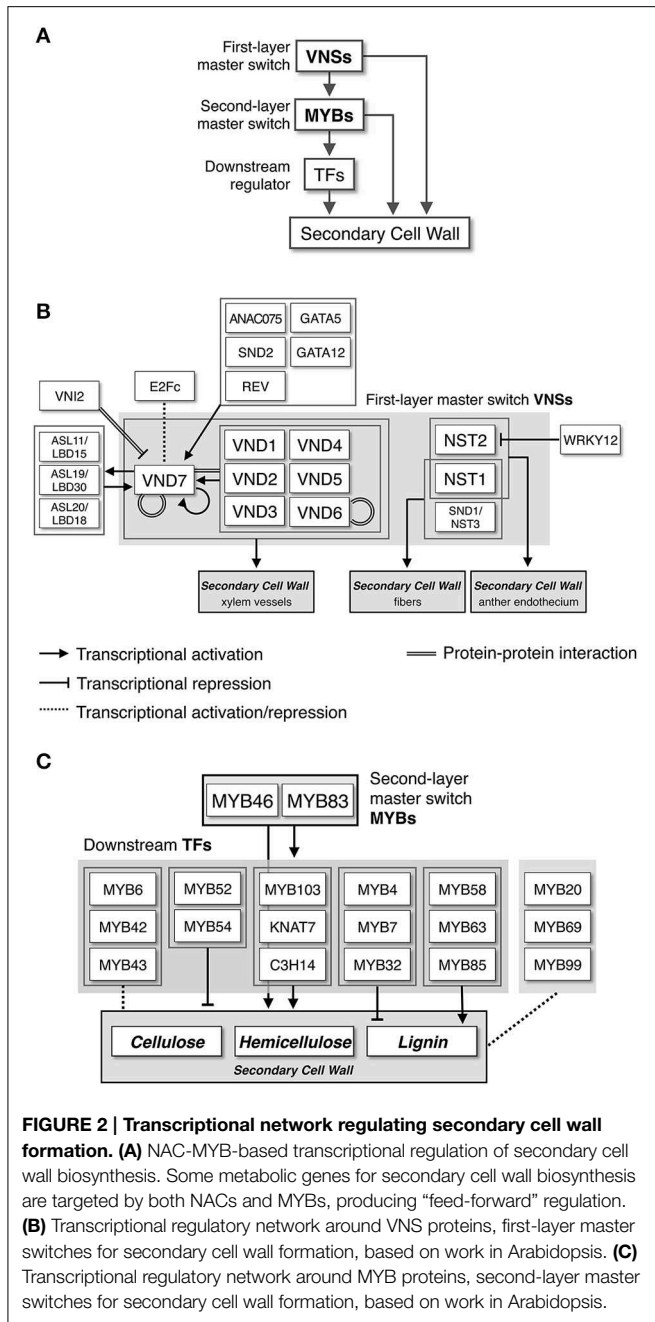 A
First-layer
master switch
VNSs
Second-layer
master switch
MYBs
Downstream
regulator
TFs
Secondary Cell Wall
B
ANAC075
GATA5
SND2
GATA12
REV
E2Fc
VNI2
First-layer master switch VNSs
ASL11/
LBD15
ASL19/
LBD30
ASL20/
LBD18
VND7
VND1
VND4
VND2
VND5
VND3
VND6
NST2
NST1
SND1/
NST3
WRKY12
Secondary Cell Wall
xylem vessels
Secondary Cell Wall
fibers
Secondary Cell Wall
anther endothecium
Transcriptional activation
Protein-protein interaction
Transcriptional repression
Transcriptional activation/repression
C
MYB46
MYB83
Second-layer
master switch
MYBs
Downstream TFs
MYB6
MYB42
MYB43
MYB52
MYB54
MYB103
KNAT7
C3H14
MYB4
MYB7
MYB32
MYB58
MYB63
MYB85
MYB20
MYB69
MYB99
Cellulose
Hemicellulose
Lignin
Secondary Cell Wall
FIGURE 2 | Transcriptional network regulating secondary cell wall
formation. (A) NAC-MYB-based transcriptional regulation of secondary cell
wall biosynthesis. Some metabolic genes for secondary cell wall biosynthesis
are targeted by both NACs and MYBs, producing “feed-forward” regulation.
(B) Transcriptional regulatory network around VNS proteins, first-layer master
switches for secondary cell wall formation, based on work in Arabidopsis. (C)
Transcriptional regulatory network around MYB proteins, second-layer master
switches for secondary cell wall formation, based on work in Arabidopsis.